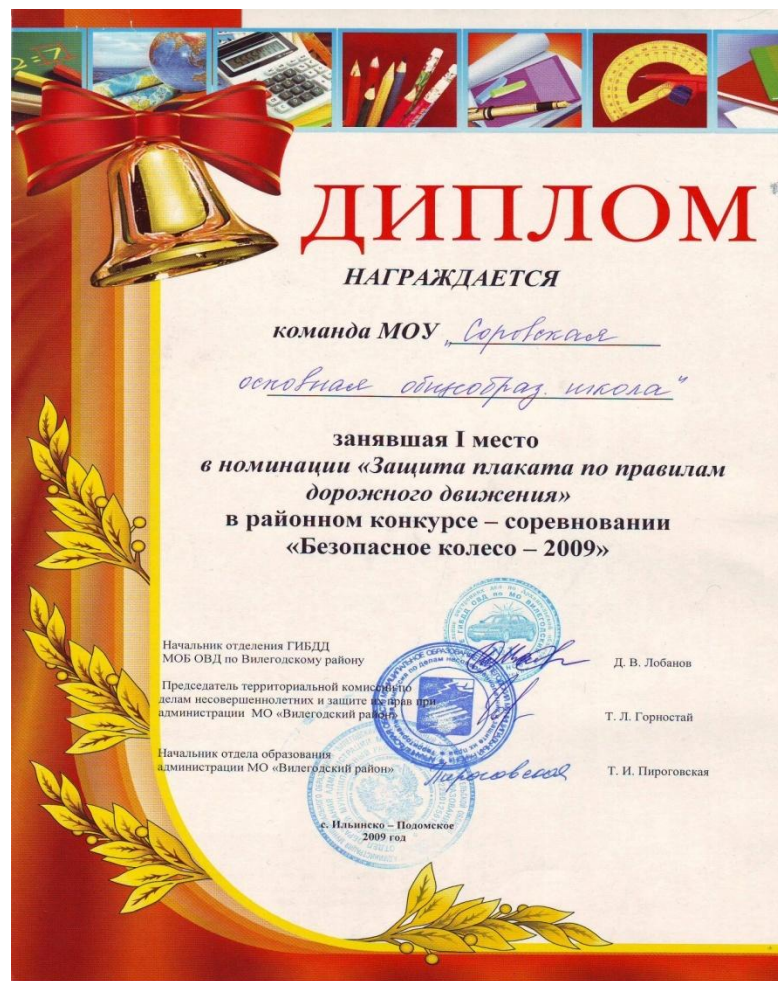 ДИПЛОМ
НАГРАЖДАЕТСЯ
команда МОУ „Соровская
основная общеобраз. школа"
занявшая I место
в номинации «Защита плаката по правилам
дорожного движения»
в районном конкурсе – соревновании
«Безопасное колесо – 2009»
Начальник отделения ГИБДД
МОБ ОВД по Вилегодскому району
Д. В. Лобанов
Председатель территориальной комиссии по
делам несовершеннолетних и защите их прав при
администрации МО «Вилегодский район»
Т. Л. Горностай
Начальник отдела образования
администрации МО «Вилегодский район»
Пироговская
Т. И. Пироговская
с. Ильинско – Подомское
2009 год